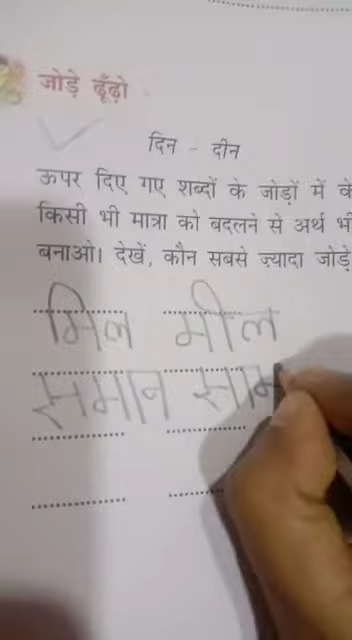 जोड़े ढूँढ़ो
दिन - दीन
ऊपर दिए गए शब्दों के जोड़ों में
किसी भी मात्रा को बदलने से अर्थ भी
बनाओ। देखें, कौन सबसे ज़्यादा जोड़े
मिल मील
समान साम